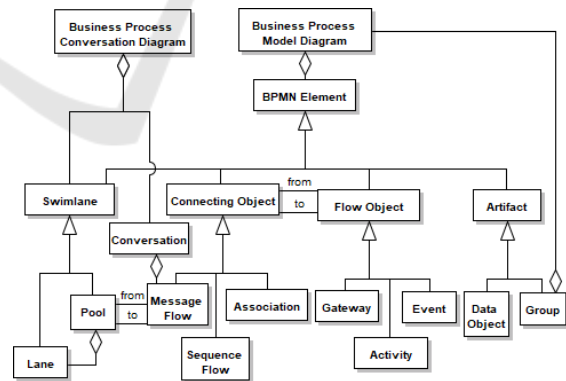 Business Process
Conversation Diagram
Business Process
Model Diagram
BPMN Element
from
to
Swimlane
Connecting Object
Flow Object
Artifact
Conversation
from
to
Pool
Message
Flow
Association
Gateway
Event
Data
Object
Group
Lane
Sequence
Flow
Activity